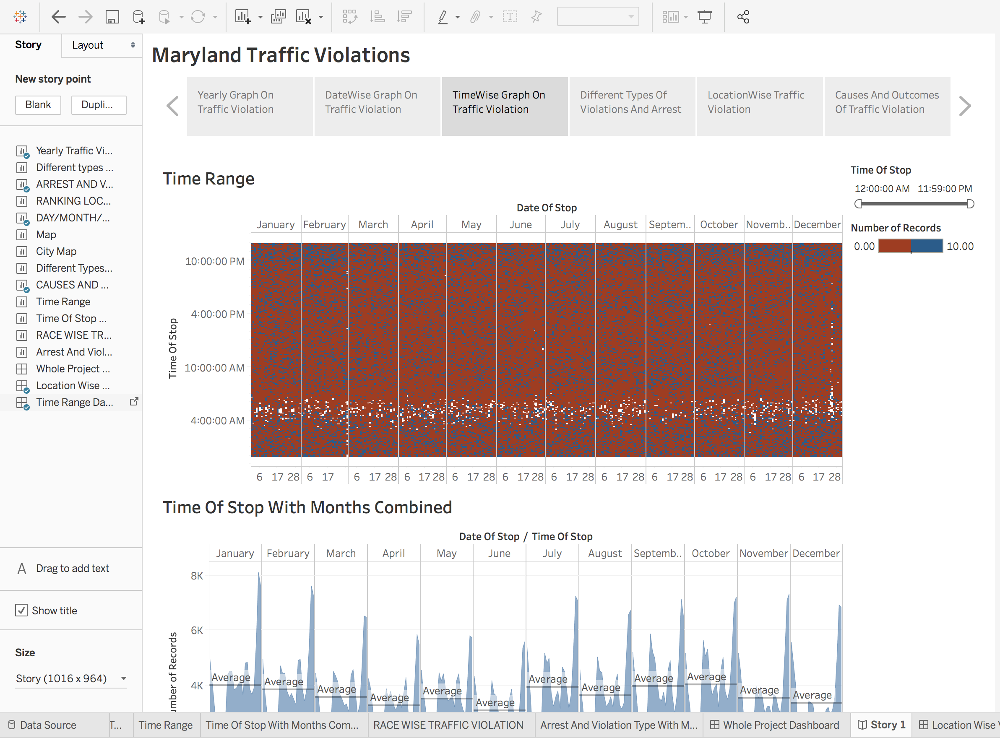 Story
Layout
New story point
Blank
Dupli...
Yearly Traffic Vi...
Different types ...
ARREST AND V...
RANKING LOC...
DAY/MONTH/...
Map
City Map
Different Types...
CAUSES AND ...
Time Range
Time Of Stop ...
RACE WISE TR...
Arrest And Viol...
Whole Project ...
Location Wise ...
Time Range Da...
A Drag to add text
Show title
Size
Story (1016 x 964)
Maryland Traffic Violations
Yearly Graph On
Traffic Violation
DateWise Graph On
Traffic Violation
TimeWise Graph On
Traffic Violation
Different Types Of
Violations And Arrest
LocationWise Traffic
Violation
Causes And Outcomes
Of Traffic Violation
Time Range
Date Of Stop
January February March April May June July August Septem.. October Novemb.. December
Time Of Stop
10:00:00 PM
4:00:00 PM
10:00:00 AM
4:00:00 AM
6 17 28 6 17 6 17 28 6 17 28 6 17 28 6 17 28 6 17 28 6 17 28 6 17 28 6 17 28 6 17 28 6 17 28
Time Of Stop
12:00:00 AM 11:59:00 PM
Number of Records
0.00 10.00
Time Of Stop With Months Combined
Date Of Stop / Time Of Stop
January February March April May June July August Septemb.. October November December
umber of Records
8K
6K
4K
Average Average Average Average Average Average Average Average Average Average Average Average
Data Source T... Time Range Time Of Stop With Months Com... RACE WISE TRAFFIC VIOLATION Arrest And Violation Type With M... Whole Project Dashboard Story 1 Location Wise